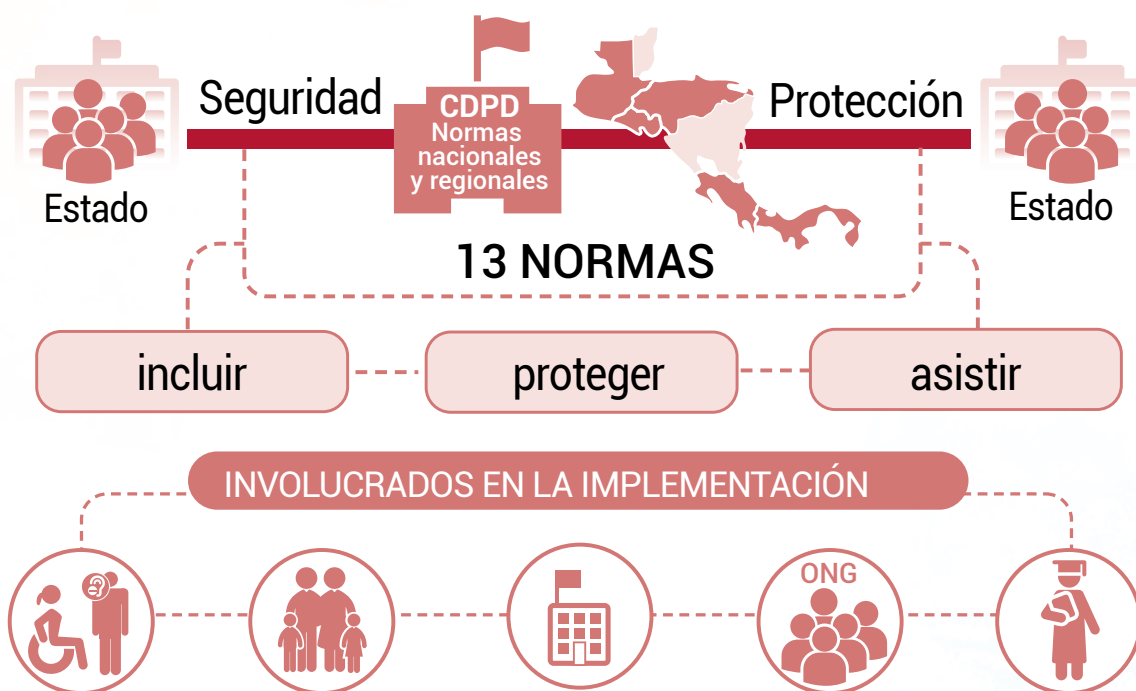 Seguridad
CDPD
Normas
nacionales
y regionales
Protección
Estado
Estado
13 NORMAS
incluir
proteger
asistir
INVOLUCRADOS EN LA IMPLEMENTACIÓN
ONG